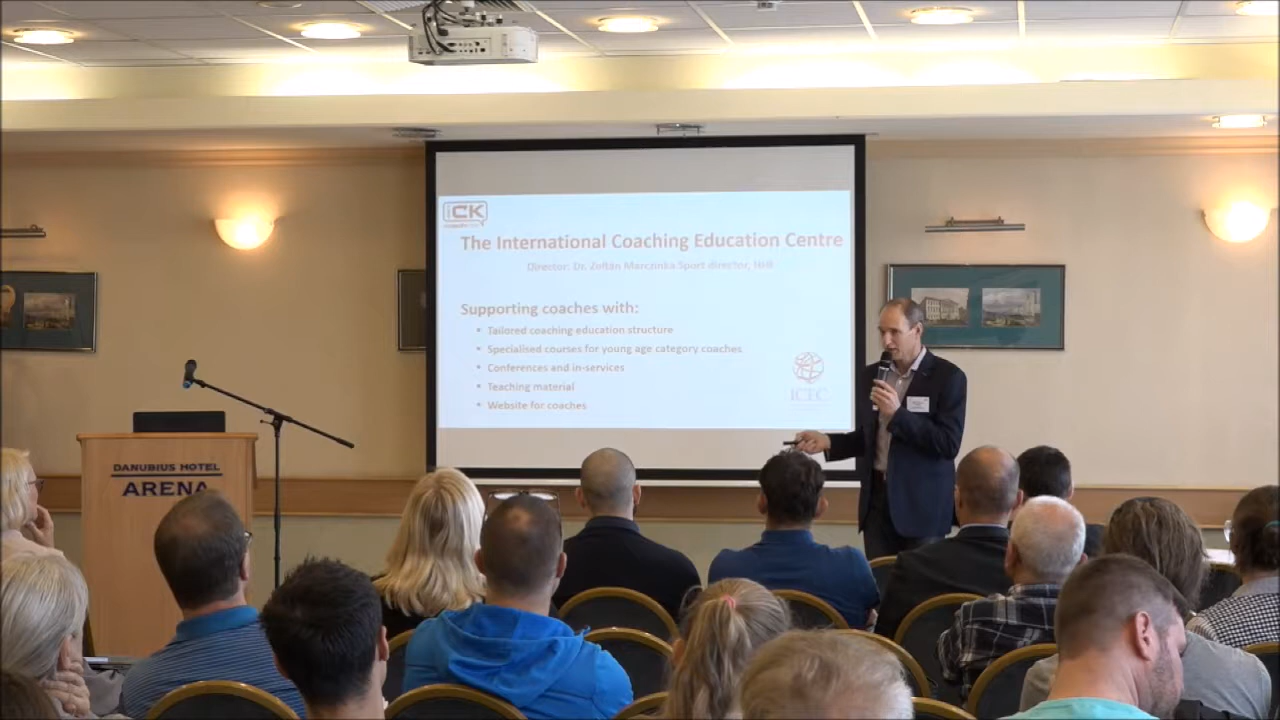 iCK
The International Coaching Education Centre
Director: Dr. Zoltán Marczinka Sport director, IHB
Supporting coaches with:
Tailored coaching education structure
Specialised courses for young age category coaches
Conferences and in-services
Teaching material
Website for coaches
ICEC
DANUBIUS HOTEL
ARENA